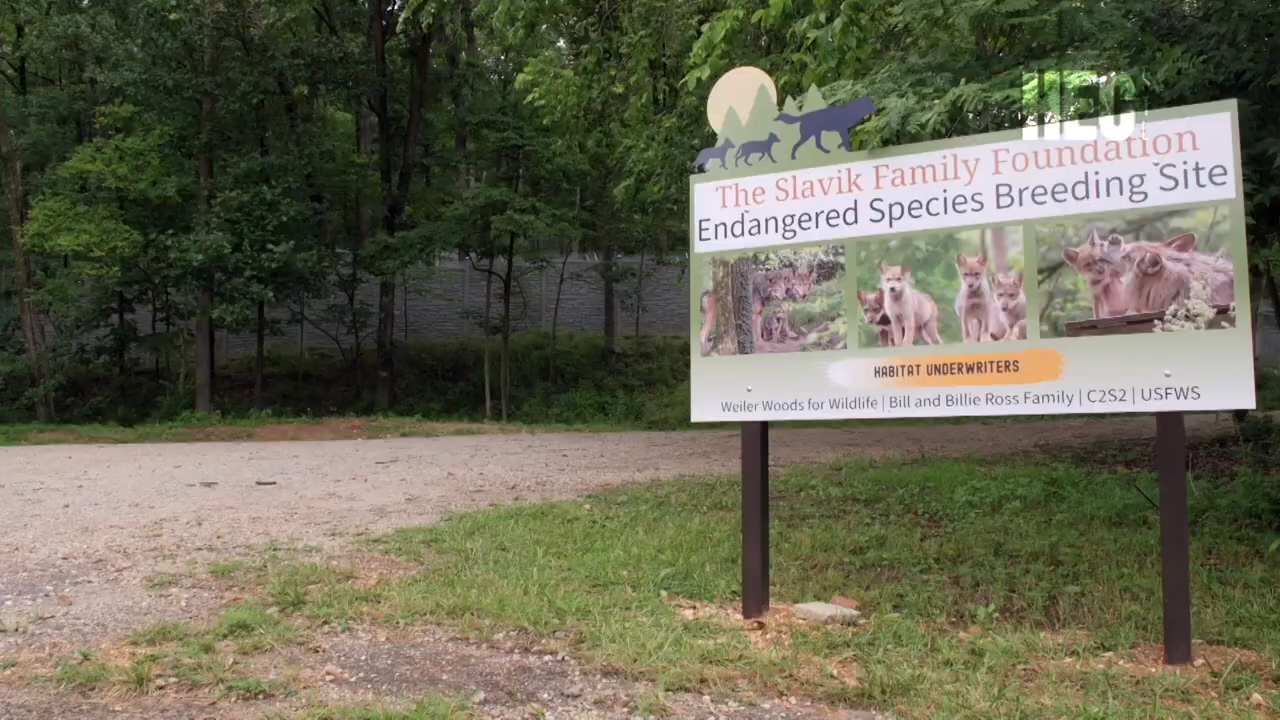 HEC
The Slavik Family Foundation
Endangered Species Breeding Site
HABITAT UNDERWRITERS
Weiler Woods for Wildlife | Bill and Billie Ross Family | C2S2 | USFWS